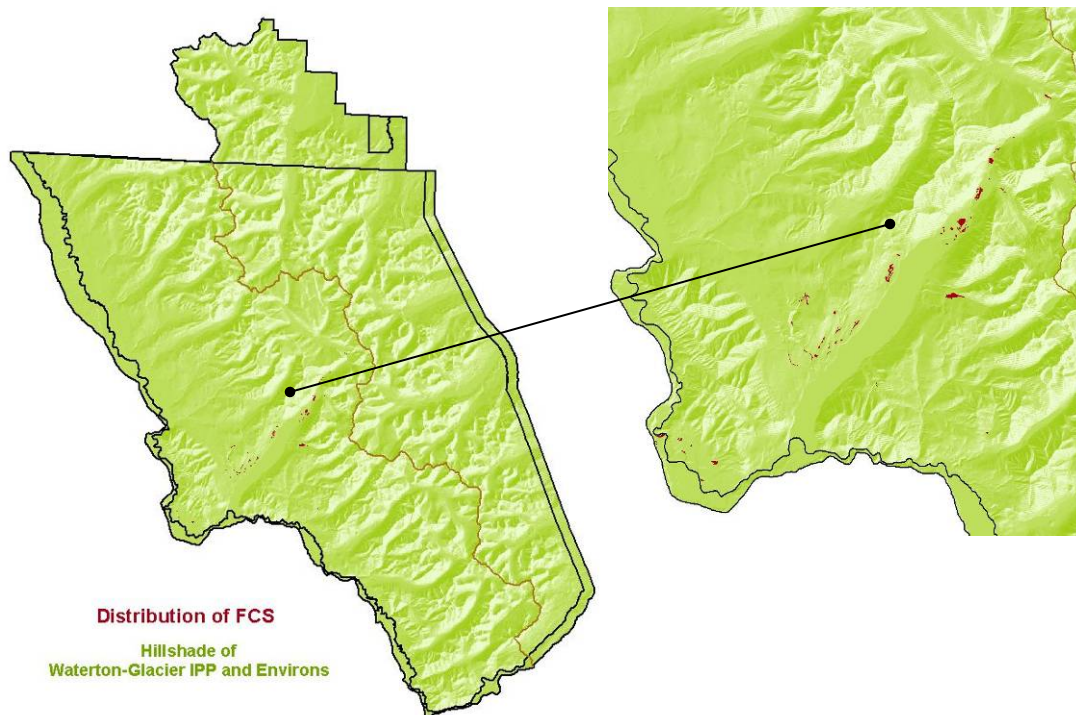 Distribution of FCS
Hillshade of
Waterton-Glacier IPP and Environs